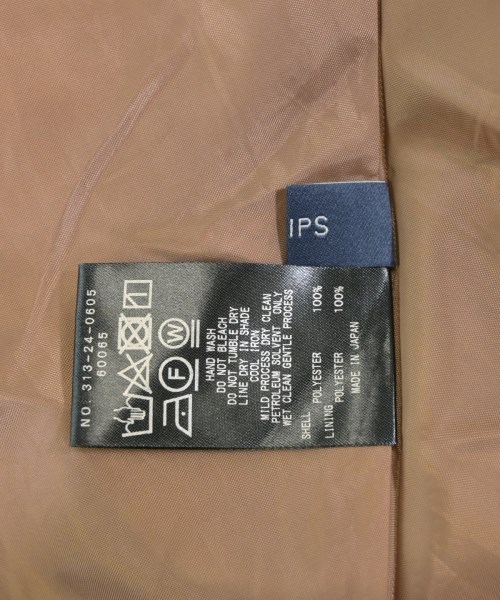 IPS
NO. 313-24-0605
60065
F W
HAND WASH
DO NOT BLEACH
DO NOT TUMBLE DRY
LINE DRY IN SHADE
COOL IRON
MILD PROCESS DRY CLEAN
PETROLEUM SOLVENT ONLY
WET CLEAN GENTLE PROCESS
SHELL POLYESTER 100%
LINING POLYESTER 100%
MADE IN JAPAN